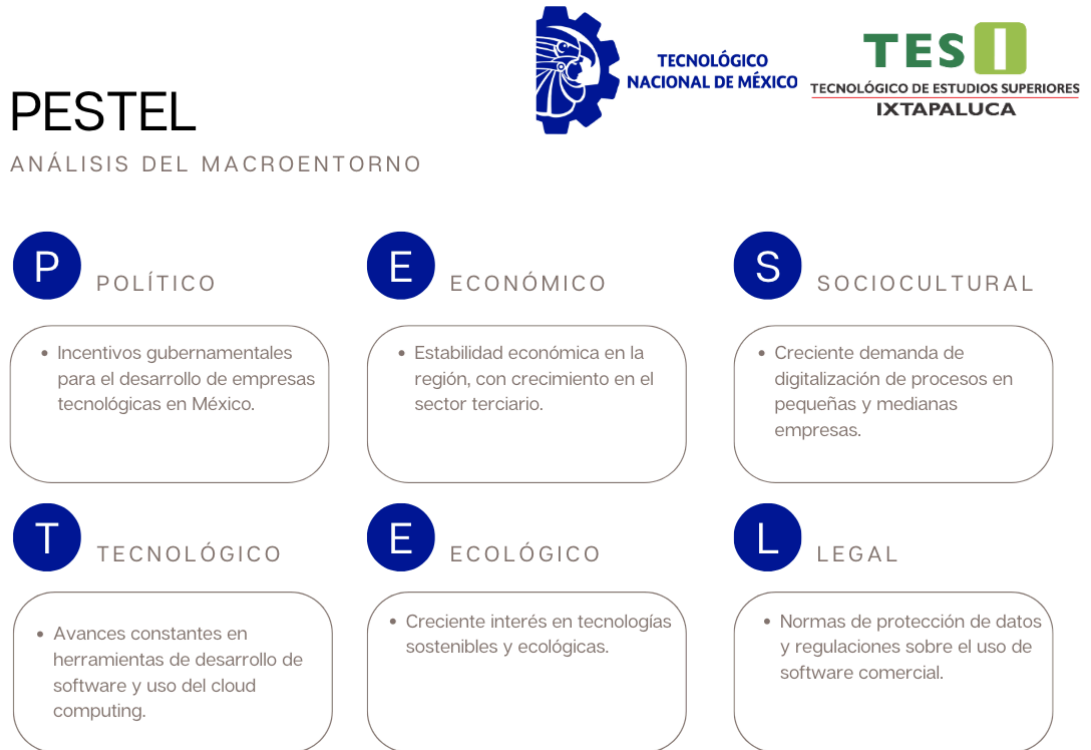 TECNOLÓGICO
NACIONAL DE MÉXICO
TESI
TECNOLÓGICO DE ESTUDIOS SUPERIORES
IXTAPALUCA
PESTEL
ANÁLISIS DEL MACROENTORNO
P
POLÍTICO
• Incentivos gubernamentales
para el desarrollo de empresas
tecnológicas en México.
E
ECONÓMICO
• Estabilidad económica en la
región, con crecimiento en el
sector terciario.
S
SOCIOCULTURAL
• Creciente demanda de
digitalización de procesos en
pequeñas y medianas
empresas.
T
TECNOLÓGICO
• Avances constantes en
herramientas de desarrollo de
software y uso del cloud
computing.
E
ECOLÓGICO
• Creciente interés en tecnologías
sostenibles y ecológicas.
L
LEGAL
• Normas de protección de datos
y regulaciones sobre el uso de
software comercial.